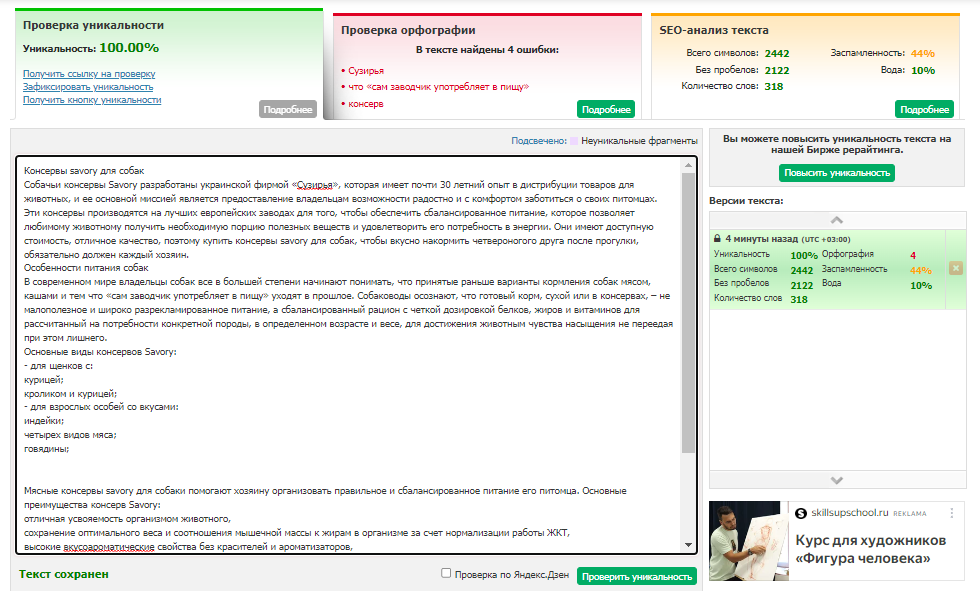 Проверка уникальности
Уникальность: 100.00%
Получить ссылку на проверку
Зафиксировать уникальность
Получить кнопку уникальности
Подробнее
Проверка орфографии
В тексте найдены 4 ошибки:
• Сузирья
• что «сам заводчик употребляет в пищу»
• консерв
Подробнее
SEO-анализ текста
Всего символов: 2442
Без пробелов: 2122
Количество слов: 318
Заспамленность: 44%
Вода: 10%
Подробнее
Подсвечено: Неуникальные фрагменты
Консервы savory для собак
Собачьи консервы Savory разработаны украинской фирмой «Сузирья», которая имеет почти 30 летний опыт в дистрибуции товаров для
животных, и ее основной миссией является предоставление владельцам возможности радостно и с комфортом заботиться о своих питомцах.
Эти консервы производятся на лучших европейских заводах для того, чтобы обеспечить сбалансированное питание, которое позволяет
любимому животному получить необходимую порцию полезных веществ и удовлетворить его потребность в энергии. Они имеют доступную
стоимость, отличное качество, поэтому купить консервы savory для собак, чтобы вкусно накормить четвероногого друга после прогулки,
обязательно должен каждый хозяин.
Особенности питания собак
В современном мире владельцы собак все в большей степени начинают понимать, что принятые раньше варианты кормления собак мясом,
кашами и тем что «сам заводчик употребляет в пищу» уходят в прошлое. Собаководы осознают, что готовый корм, сухой или в консервах, – не
малополезное и широко разрекламированное питание, а сбалансированный рацион с четкой дозировкой белков, жиров и витаминов для
рассчитанный на потребности конкретной породы, в определенном возрасте и весе, для достижения животным чувства насыщения не переедая
при этом лишнего.
Основные виды консервов Savory:
- для щенков с:
курицей;
кроликом и курицей;
- для взрослых особей со вкусами:
индейки;
четырех видов мяса;
говядины;
Мясные консервы savory для собаки помогают хозяину организовать правильное и сбалансированное питание его питомца. Основные
преимущества консерв Savory:
отличная усвояемость организмом животного,
сохранение оптимального веса и соотношения мышечной массы к жирам в организме за счет нормализации работы ЖКТ,
высокие вкусоароматические свойства без красителей и ароматизаторов,
Текст сохранен
Проверка по Яндекс.Дзен
Проверить уникальность
Вы можете повысить уникальность текста на
нашей Бирже рерайтинга.
Повысить уникальность
Версии текста:
4 минуты назад (UTC +03:00)
Уникальность 100% Орфография 4
Всего символов 2442 Заспамленность 44%
Без пробелов 2122 Вода 10%
Количество слов 318
skillsupschool.ru РЕКЛАМА
Курс для художников
«Фигура человека»